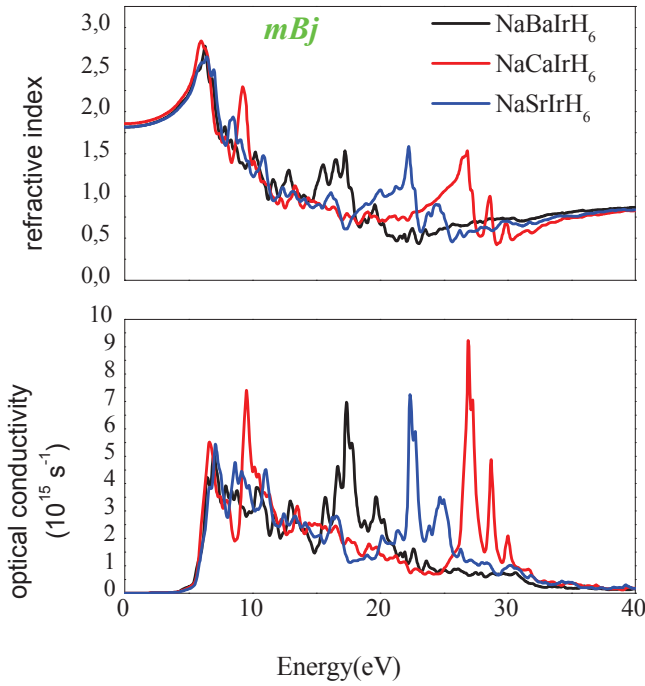 mBj
NaBaIrH6
NaCaIrH6
NaSrIrH6
3,0
2,5
2,0
1,5
1,0
0,5
0,0
refractive index
10
9
8
7
6
5
4
3
2
1
0
optical conductivity
(10^15 s^-1)
0 10 20 30 40
Energy(eV)